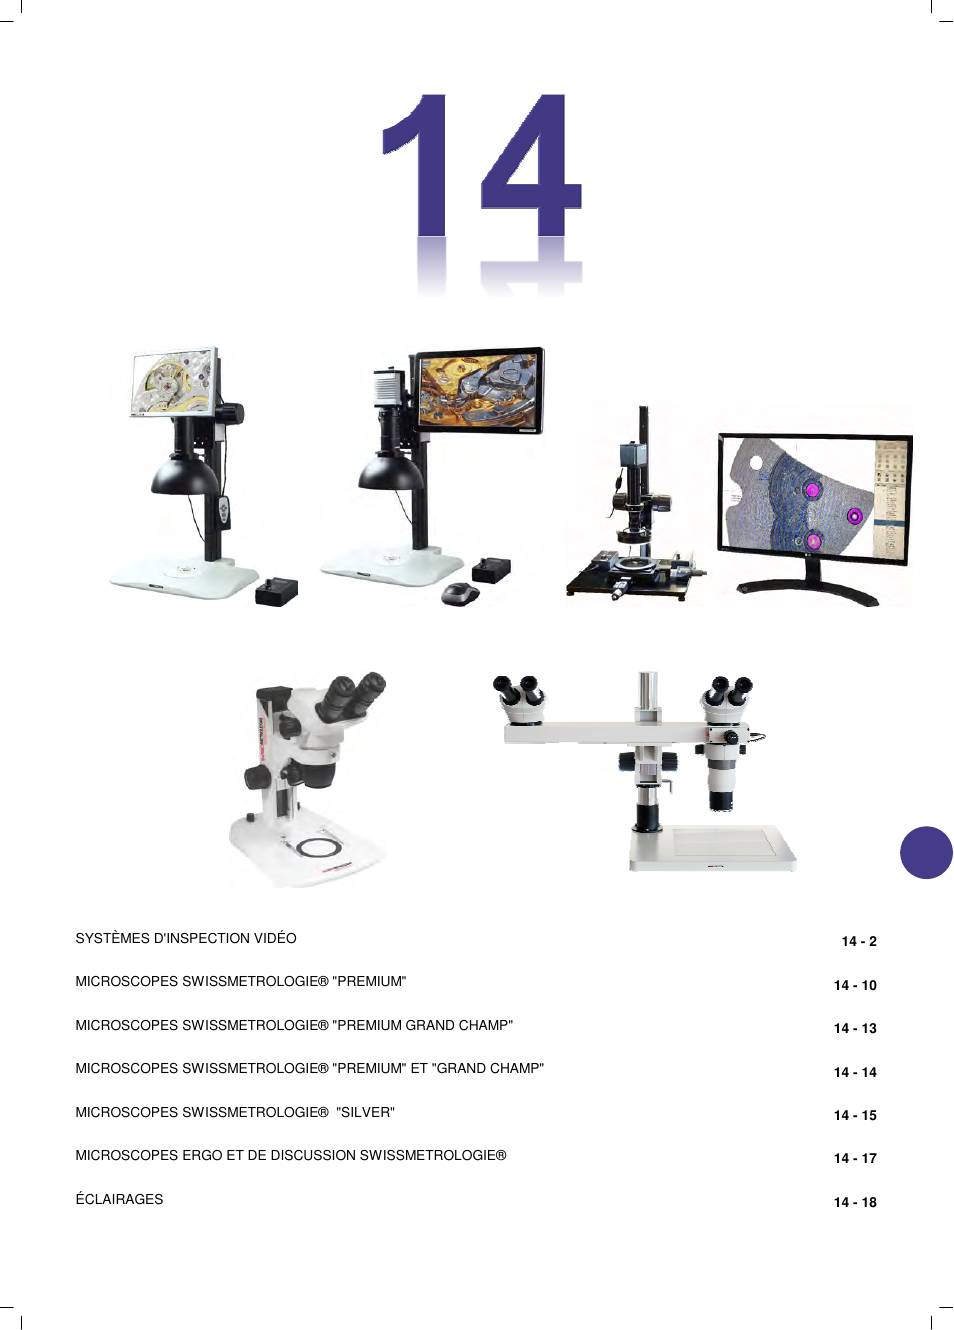 14
SYSTÈMES D'INSPECTION VIDÉO 14 - 2
MICROSCOPES SWISSMETROLOGIE® "PREMIUM" 14 - 10
MICROSCOPES SWISSMETROLOGIE® "PREMIUM GRAND CHAMP" 14 - 13
MICROSCOPES SWISSMETROLOGIE® "PREMIUM" ET "GRAND CHAMP" 14 - 14
MICROSCOPES SWISSMETROLOGIE® "SILVER" 14 - 15
MICROSCOPES ERGO ET DE DISCUSSION SWISSMETROLOGIE® 14 - 17
ÉCLAIRAGES 14 - 18